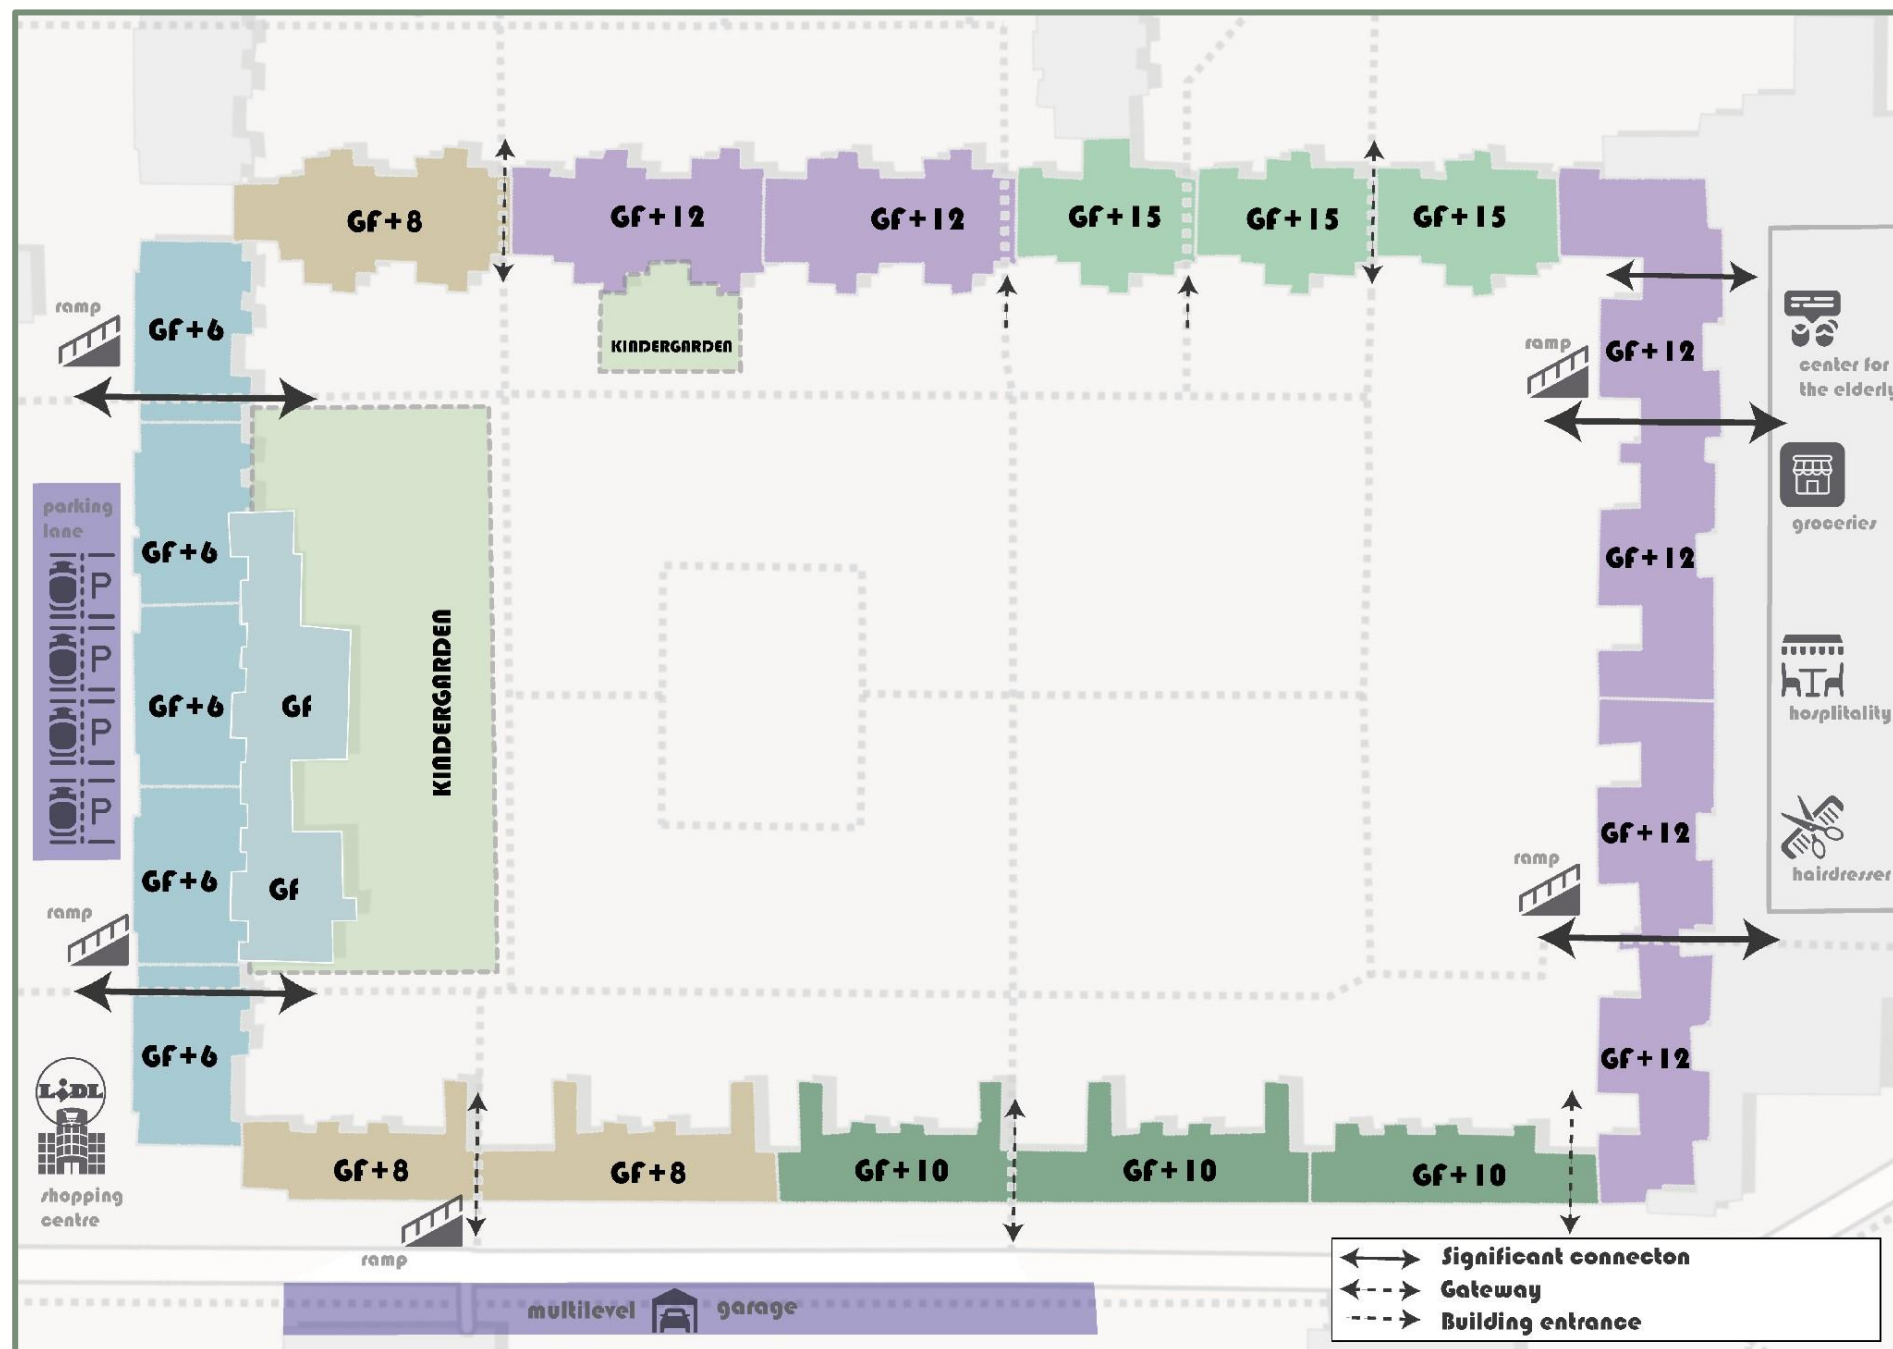 GF+8
GF+12
GF+12
GF+15
GF+15
GF+15
ramp
GF+6
KINDERGARDEN
ramp
GF+12
center for
the elderly
parking
lane
GF+6
KINDERGARDEN
GF+12
groceries
P
P
P
P
GF+6
GF
hosplitality
GF+6
GF
GF+12
ramp
hairdresser
ramp
GF+6
GF+12
LiDL
shopping
centre
GF+8
GF+8
GF+10
GF+10
GF+10
ramp
multilevel garage
Significant connecton
Gateway
Building entrance